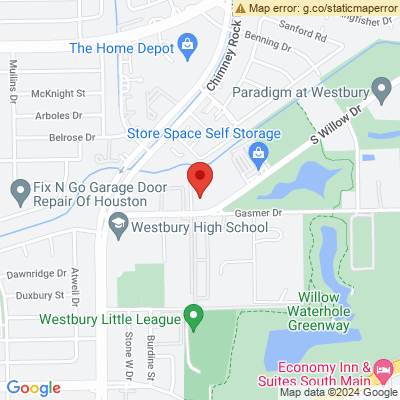 Map error: g.co/staticmaperror
Kingfisher Dr
Sanford Rd
Benning Dr
The Home Depot
Chimney Rock
Mullins Dr
McKnight St
Paradigm at Westbury
Arboles Dr
Belrose Dr
Store Space Self Storage
S Willow Dr
Fix N Go Garage Door
Repair Of Houston
Gasmer Dr
Westbury High School
Dawnridge Dr
Atwell Dr
Duxbury St
Willow
Waterhole
Greenway
Westbury Little League
Stone W Dr
Burdine St
Economy Inn &
Suites South Main
Google
Map data ©2024 Google